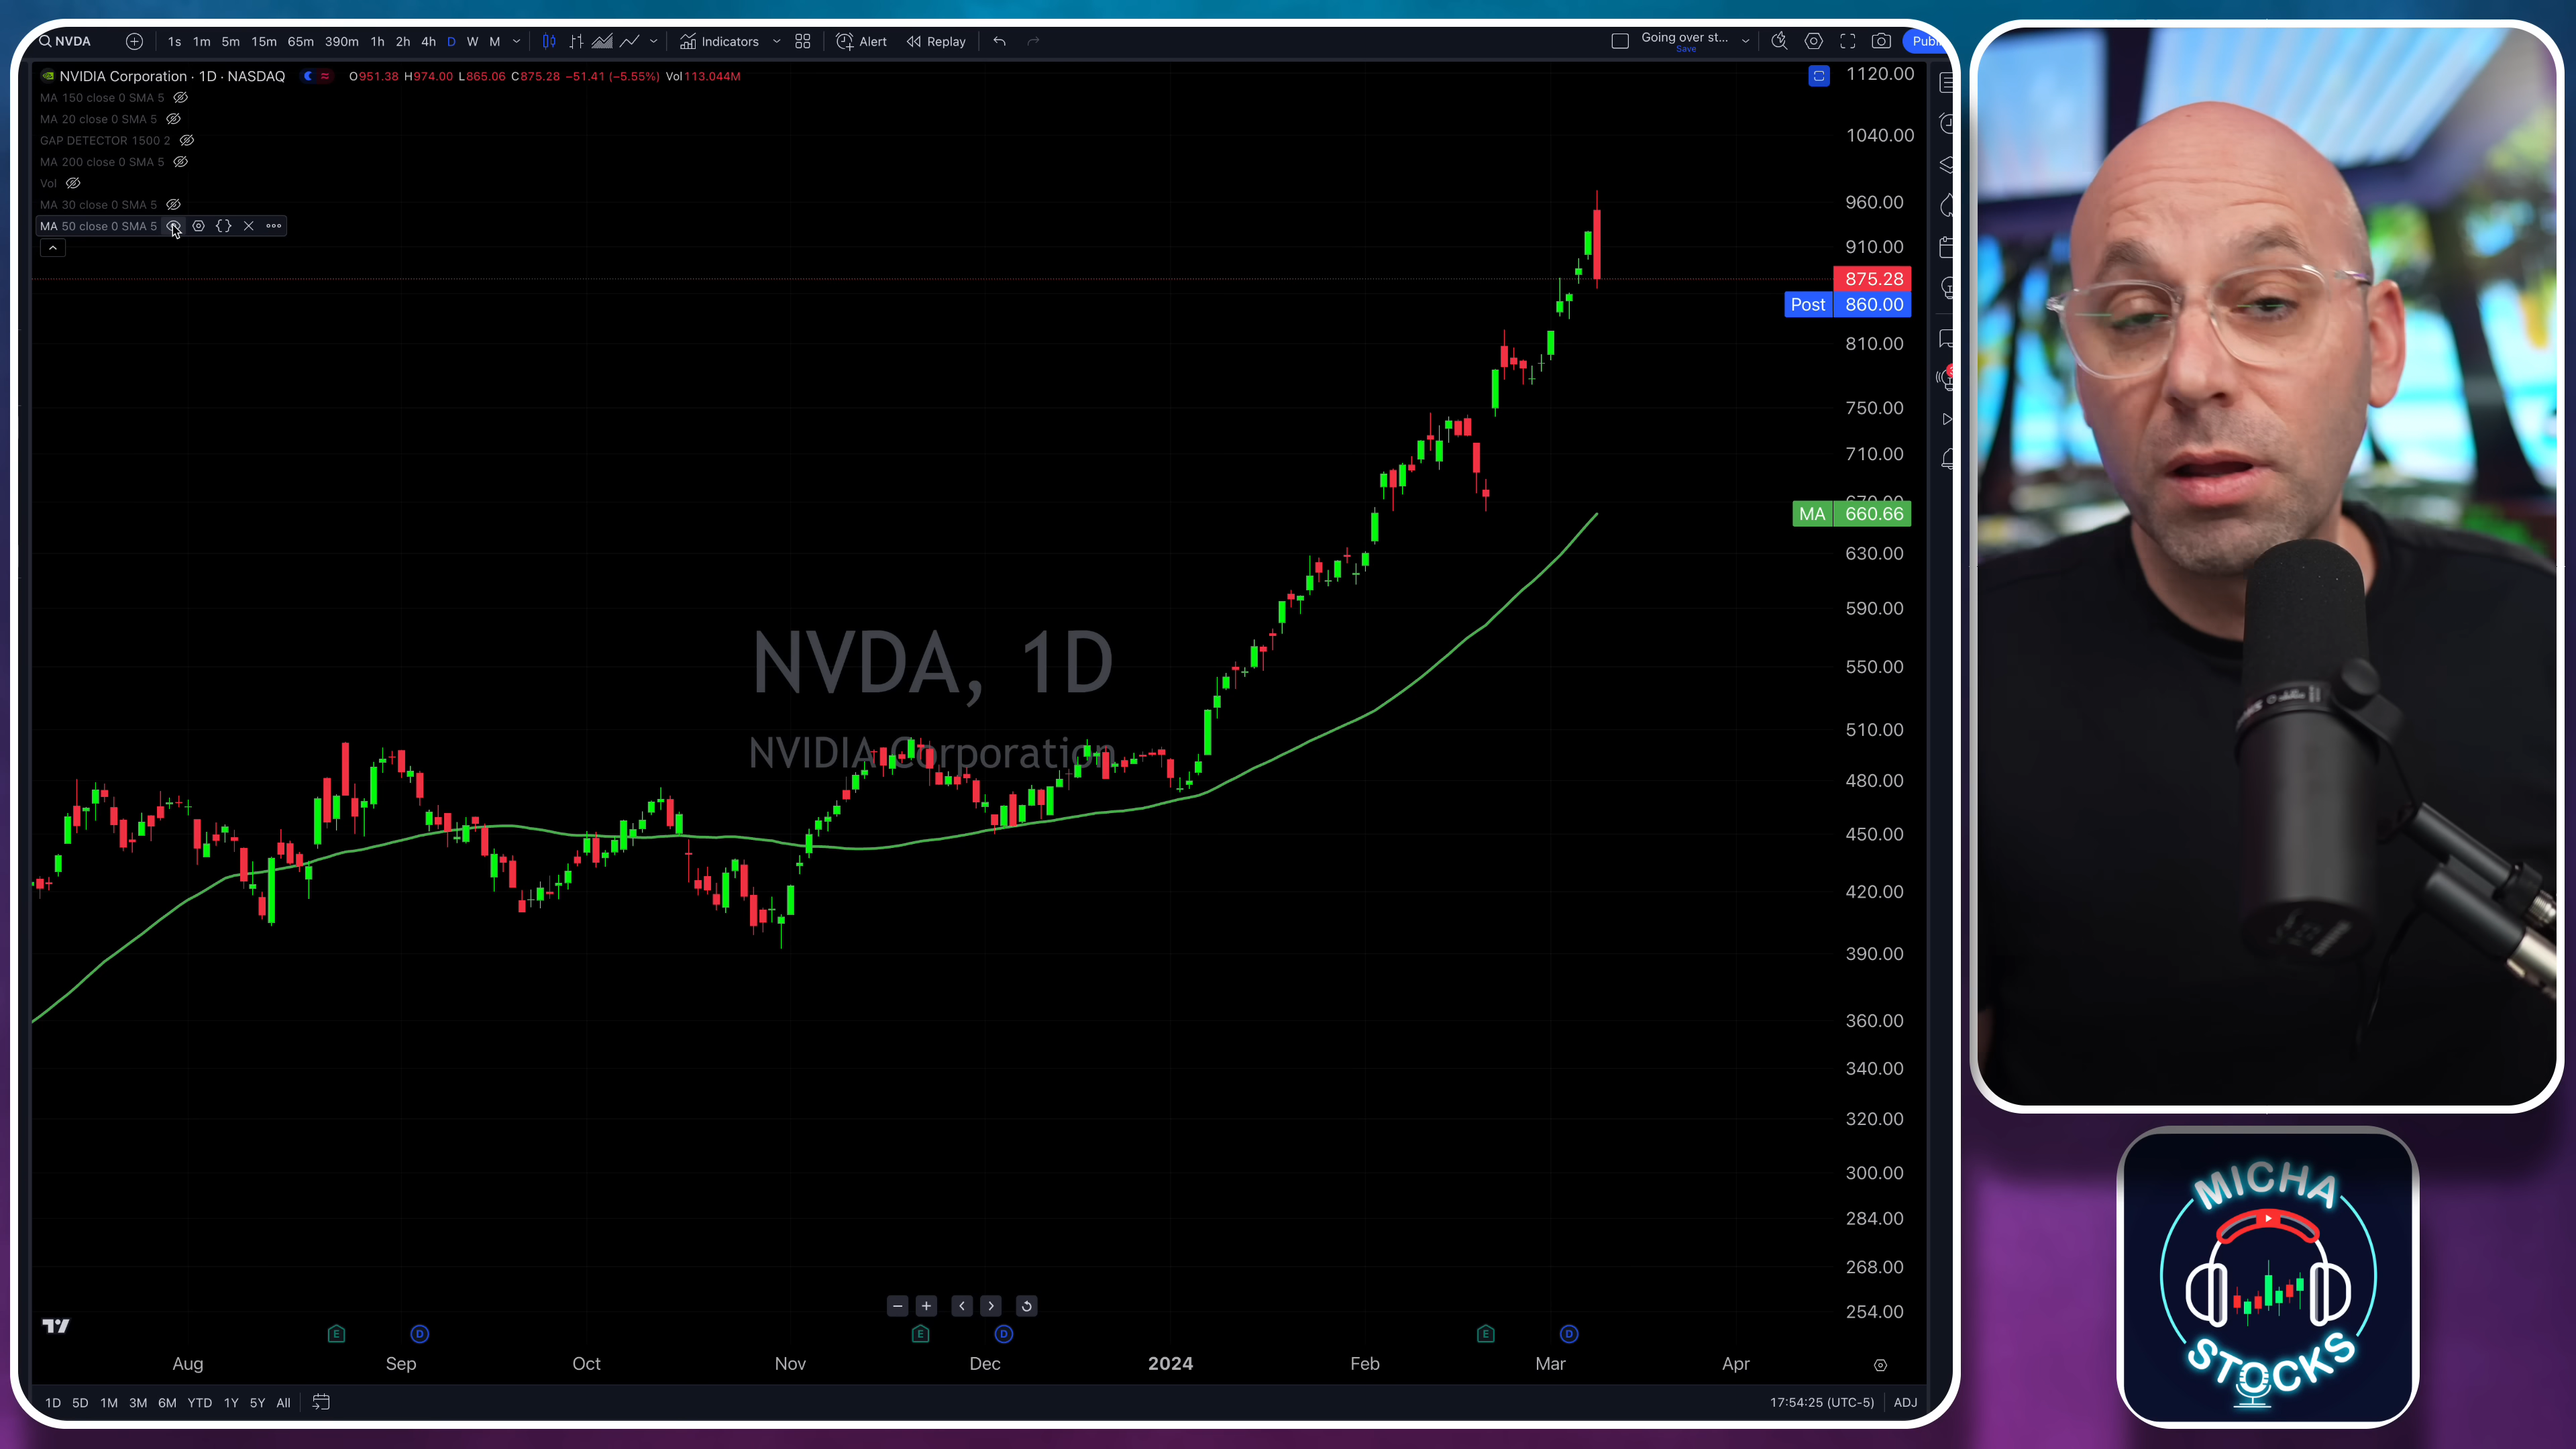 NVDA 1s 1m 5m 15m 65m 390m 1h 2h 4h D W M Indicators Alert Replay Going over st... Save
NVIDIA Corporation · 1D · NASDAQ O951.38 H974.00 L865.06 C875.28 −51.41 (−5.55%) Vol113.044M
MA 150 close 0 SMA 5
MA 20 close 0 SMA 5
GAP DETECTOR 1500 2
MA 200 close 0 SMA 5
Vol
MA 30 close 0 SMA 5
MA 50 close 0 SMA 5
1120.00
1040.00
960.00
910.00
875.28
Post 860.00
810.00
750.00
710.00
670.00
MA 660.66
630.00
590.00
550.00
510.00
480.00
450.00
420.00
390.00
360.00
340.00
320.00
300.00
284.00
268.00
254.00
NVDA, 1D
NVIDIA Corporation
E D E D E D
Aug Sep Oct Nov Dec 2024 Feb Mar Apr
1D 5D 1M 3M 6M YTD 1Y 5Y All 17:54:25 (UTC-5) ADJ
MICHA
STOCKS